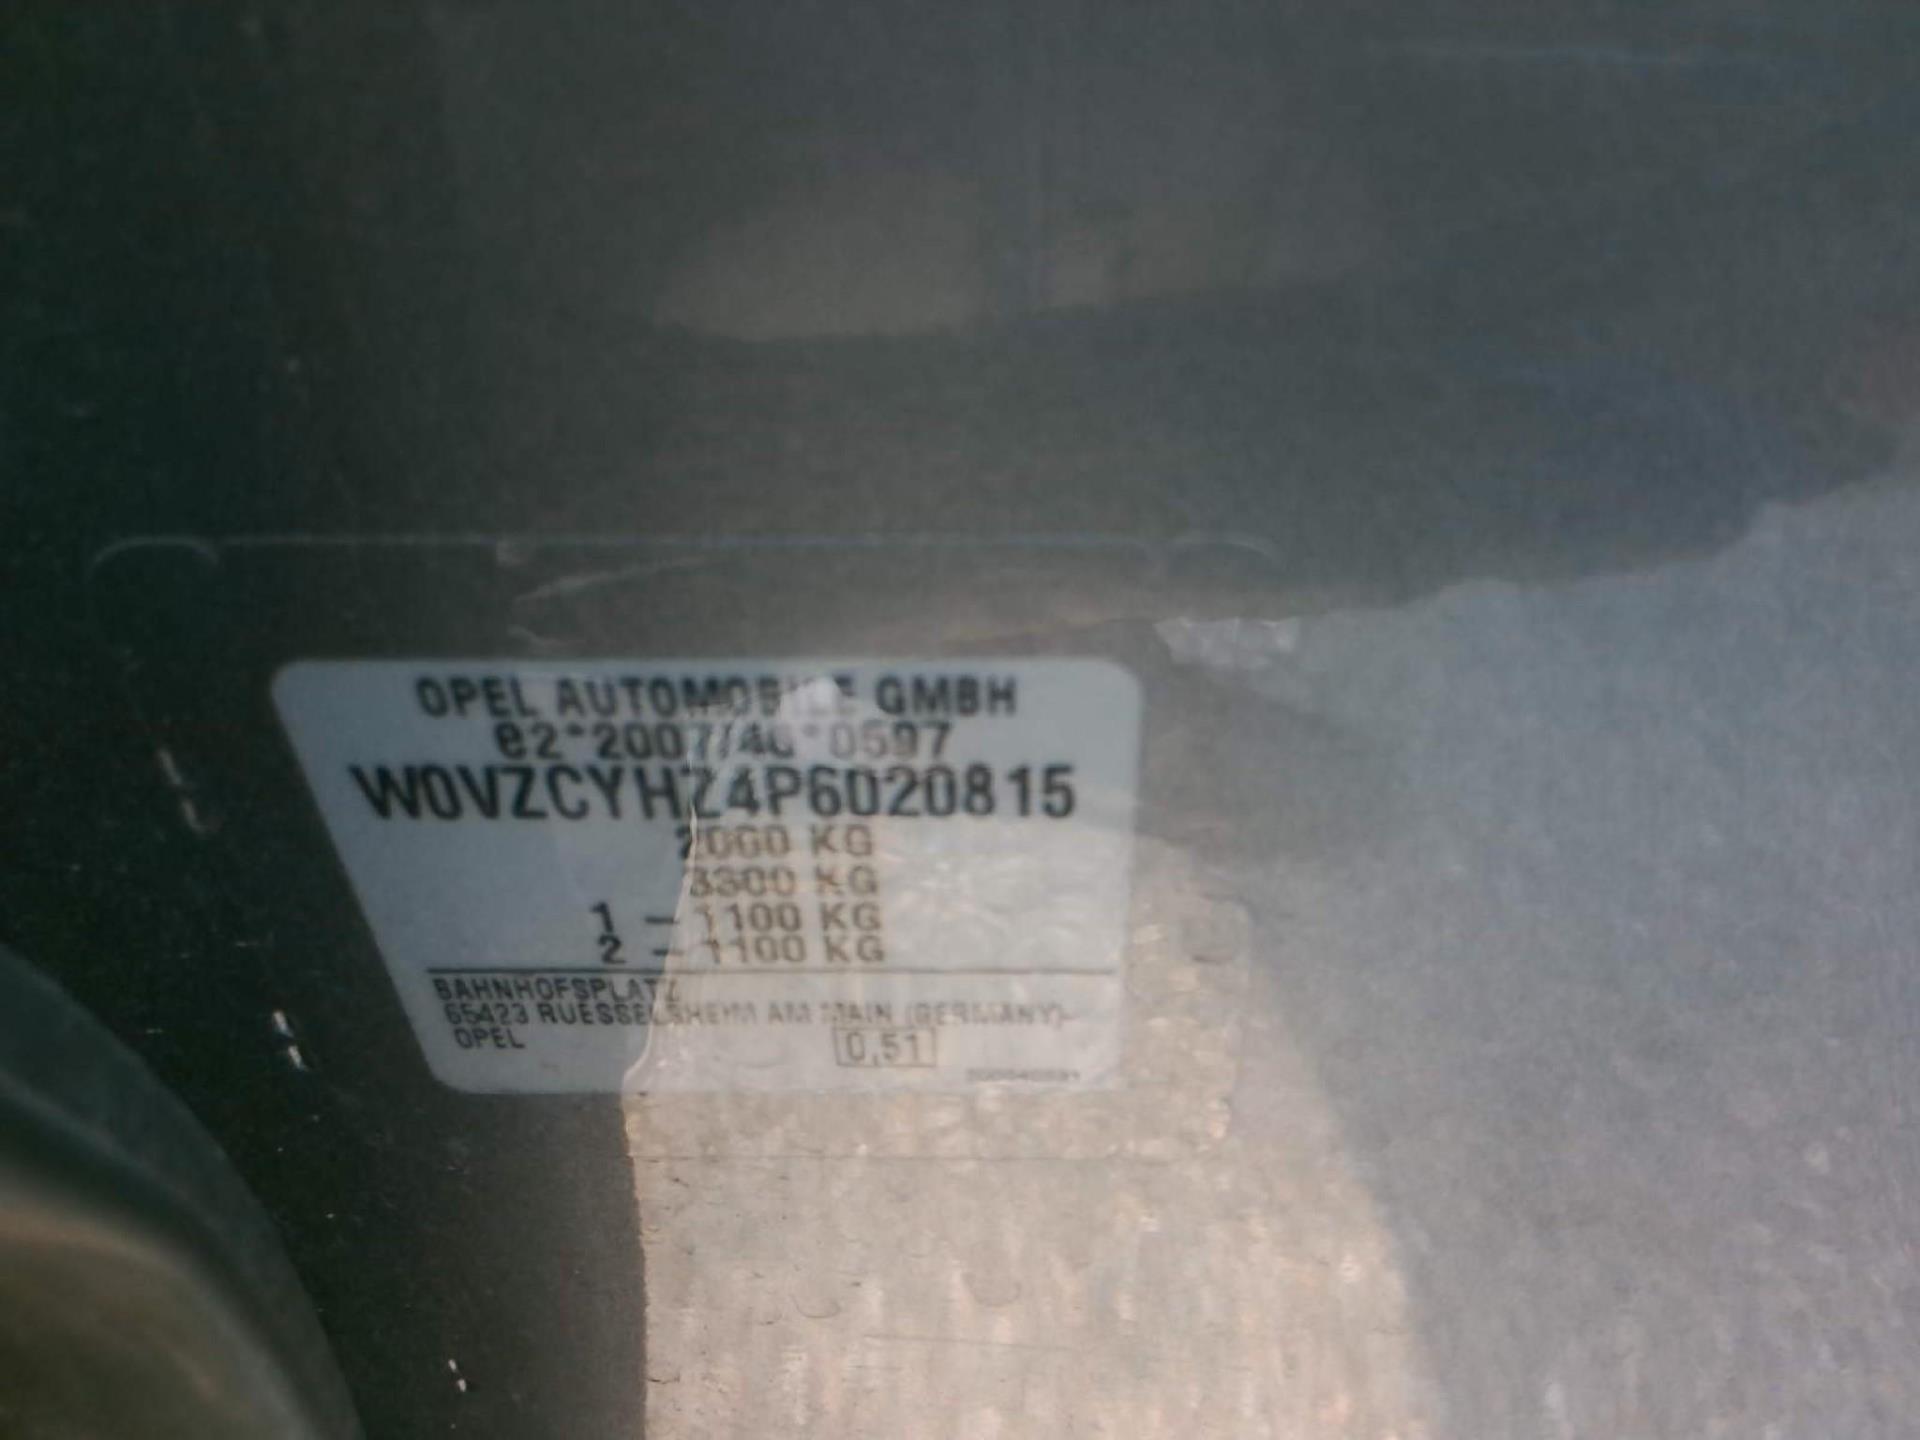 OPEL AUTOMOBILE GMBH
e2*2007/46*0597
W0VZCYHZ4P6020815
2060 KG
3300 KG
1 - 1100 KG
2 - 1100 KG
BAHNHOFSPLATZ
65423 RUESSELSHEIM AM MAIN (GERMANY)
OPEL
0,51